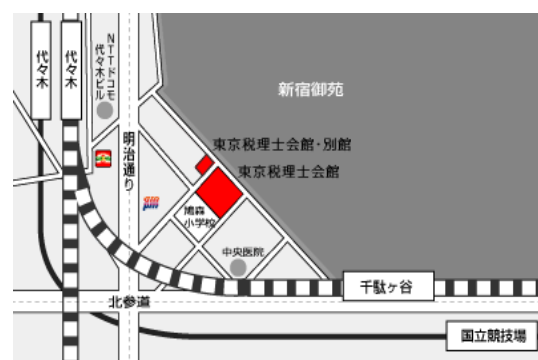 代々木
代々木
NTTドコモ
代々木ビル
新宿御苑
明治通り
東京税理士会館・別館
東京税理士会館
am
pm
鳩森
小学校
中央医院
千駄ヶ谷
北参道
国立競技場